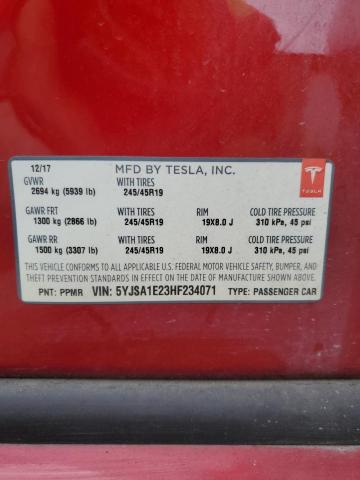 12/17 MFD BY TESLA, INC.
GVWR WITH TIRES
2694 kg (5939 lb) 245/45R19
TESLA
GAWR FRT WITH TIRES RIM COLD TIRE PRESSURE
1300 kg (2866 lb) 245/45R19 19X8.0 J 310 kPa, 45 psi
GAWR RR WITH TIRES RIM COLD TIRE PRESSURE
1500 kg (3307 lb) 245/45R19 19X8.0 J 310 kPa, 45 psi
THIS VEHICLE CONFORMS TO ALL APPLICABLE U.S. FEDERAL MOTOR VEHICLE SAFETY, BUMPER, AND
THEFT PREVENTION STANDARDS IN EFFECT ON THE DATE OF MANUFACTURE SHOWN ABOVE.
PNT: PPMR VIN: 5YJSA1E23HF234071 TYPE: PASSENGER CAR